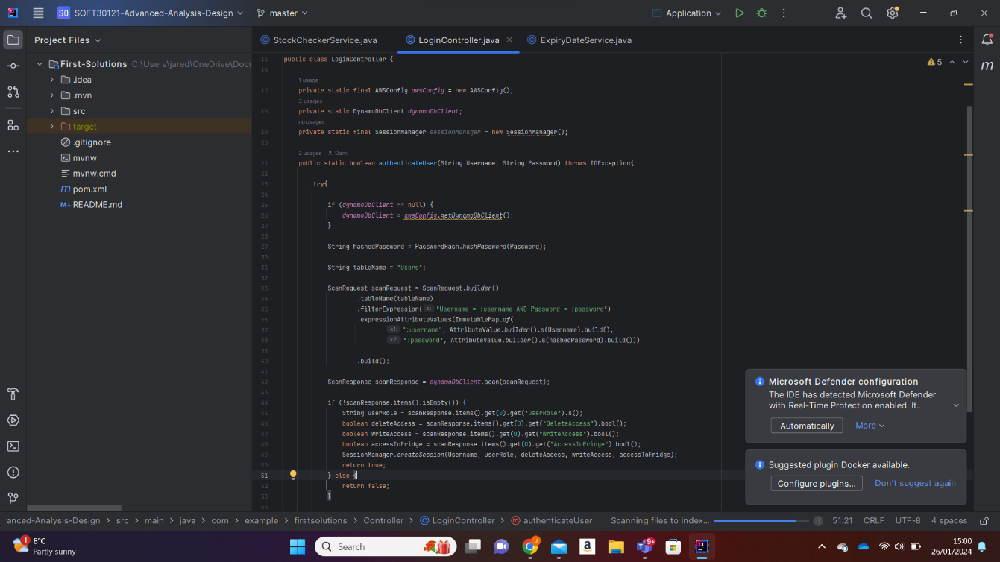 SO SOFT30121-Advanced-Analysis-Design master Application
Project Files
StockCheckerService.java LoginController.java ExpiryDateService.java
First-Solutions C:\Users\jared\OneDrive\Docu
.idea
.mvn
src
target
.gitignore
mvnw
mvnw.cmd
m pom.xml
M↓ README.md
5
15 public class LoginController {
16
1 usage
17 private static final AWSConfig awsConfig = new AWSConfig();
3 usages
18 private static DynamoDbClient dynamoDbClient;
no usages
19 private static final SessionManager sessionManager = new SessionManager();
20
2 usages Dami
21 public static boolean authenticateUser(String Username, String Password) throws IOException{
22
23 try{
24
25 if (dynamoDbClient == null) {
26 dynamoDbClient = awsConfig.getDynamoDbClient();
27 }
28
29 String hashedPassword = PasswordHash.hashPassword(Password);
30
31 String tableName = "Users";
32
33 ScanRequest scanRequest = ScanRequest.builder()
34 .tableName(tableName)
35 .filterExpression( s: "Username = :username AND Password = :password")
36 .expressionAttributeValues(ImmutableMap.of(
37 k1: ":username", AttributeValue.builder().s(Username).build(),
38 k2: ":password", AttributeValue.builder().s(hashedPassword).build()))
39
40 .build();
41
42 ScanResponse scanResponse = dynamoDbClient.scan(scanRequest);
43
44 if (!scanResponse.items().isEmpty()) {
45 String userRole = scanResponse.items().get(0).get("UserRole").s();
46 boolean deleteAccess = scanResponse.items().get(0).get("DeleteAccess").bool();
47 boolean writeAccess = scanResponse.items().get(0).get("WriteAccess").bool();
48 boolean accessToFridge = scanResponse.items().get(0).get("AccessToFridge").bool();
49 SessionManager.createSession(Username, userRole, deleteAccess, writeAccess, accessToFridge);
50 return true;
51 } else {
52 return false;
53 }
54
Microsoft Defender configuration
The IDE has detected Microsoft Defender
with Real-Time Protection enabled. It...
Automatically More
Suggested plugin Docker available.
Configure plugins... Don't suggest again
anced-Analysis-Design > src > main > java > com > example > firstsolutions > Controller > LoginController > authenticateUser Scanning files to index... 51:21 CRLF UTF-8 4 spaces
1 8°C
Partly sunny
Search
9+
15:00
26/01/2024